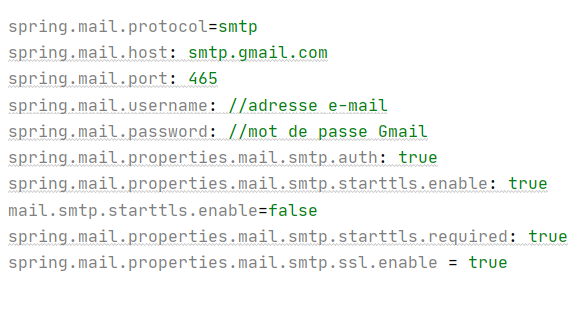 spring.mail.protocol=smtp
spring.mail.host: smtp.gmail.com
spring.mail.port: 465
spring.mail.username: //adresse e-mail
spring.mail.password: //mot de passe Gmail
spring.mail.properties.mail.smtp.auth: true
spring.mail.properties.mail.smtp.starttls.enable: true
mail.smtp.starttls.enable=false
spring.mail.properties.mail.smtp.starttls.required: true
spring.mail.properties.mail.smtp.ssl.enable = true